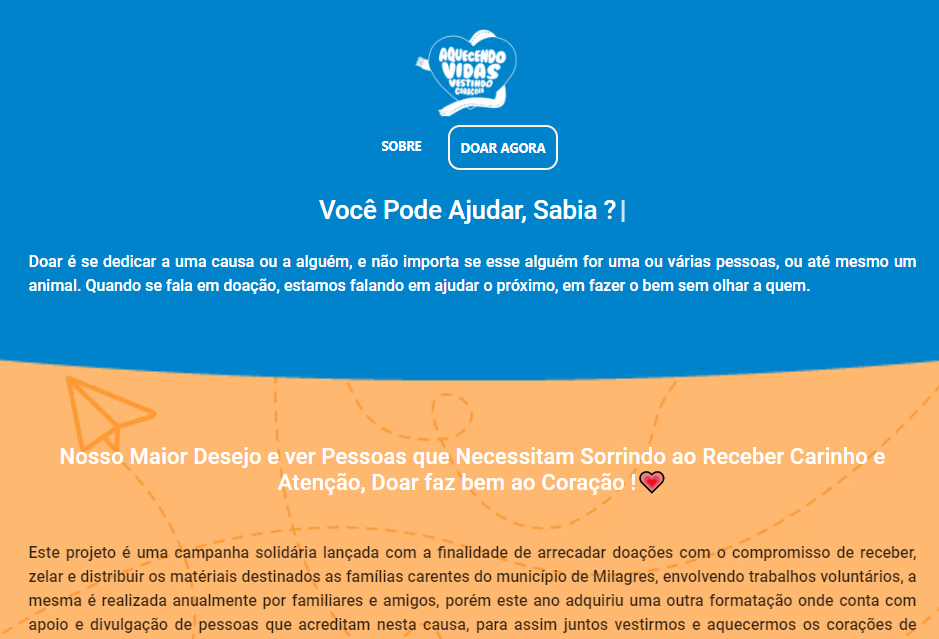 AQUECENDO
VIDAS
VESTINDO
CORAÇÕES
SOBRE
DOAR AGORA
Você Pode Ajudar, Sabia ?|
Doar é se dedicar a uma causa ou a alguém, e não importa se esse alguém for uma ou várias pessoas, ou até mesmo um
animal. Quando se fala em doação, estamos falando em ajudar o próximo, em fazer o bem sem olhar a quem.
Nosso Maior Desejo e ver Pessoas que Necessitam Sorrindo ao Receber Carinho e
Atenção, Doar faz bem ao Coração !💗
Este projeto é uma campanha solidária lançada com a finalidade de arrecadar doações com o compromisso de receber,
zelar e distribuir os matériais destinados as famílias carentes do município de Milagres, envolvendo trabalhos voluntários, a
mesma é realizada anualmente por familiares e amigos, porém este ano adquiriu uma outra formatação onde conta com
apoio e divulgação de pessoas que acreditam nesta causa, para assim juntos vestirmos e aquecermos os corações de